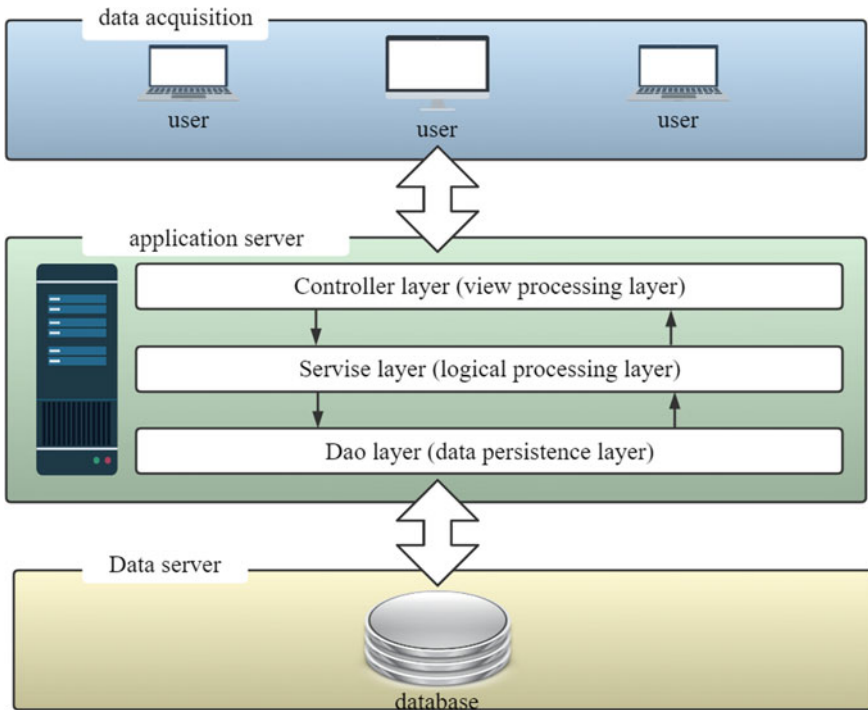 data acquisition
user
user
user
application server
Controller layer (view processing layer)
Servise layer (logical processing layer)
Dao layer (data persistence layer)
Data server
database